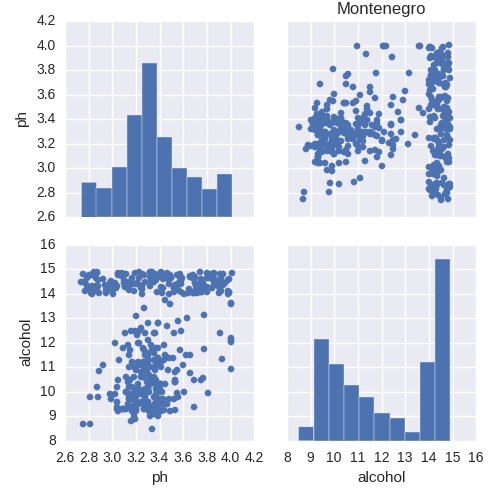 Montenegro
4.2
4.0
3.8
3.6
3.4
3.2
3.0
2.8
2.6
ph
16
15
14
13
12
11
10
9
8
alcohol
2.6 2.8 3.0 3.2 3.4 3.6 3.8 4.0 4.2
8 9 10 11 12 13 14 15 16
ph
alcohol